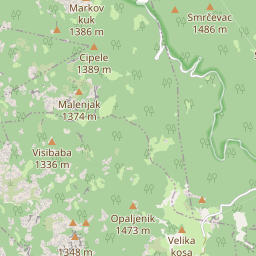 Markov
kuk
1386 m
Smrčevac
1486 m
Cipele
1389 m
Malenjak
1374 m
Visibaba
1336 m
Opaljenik
1473 m
Velika
kosa
1348 m